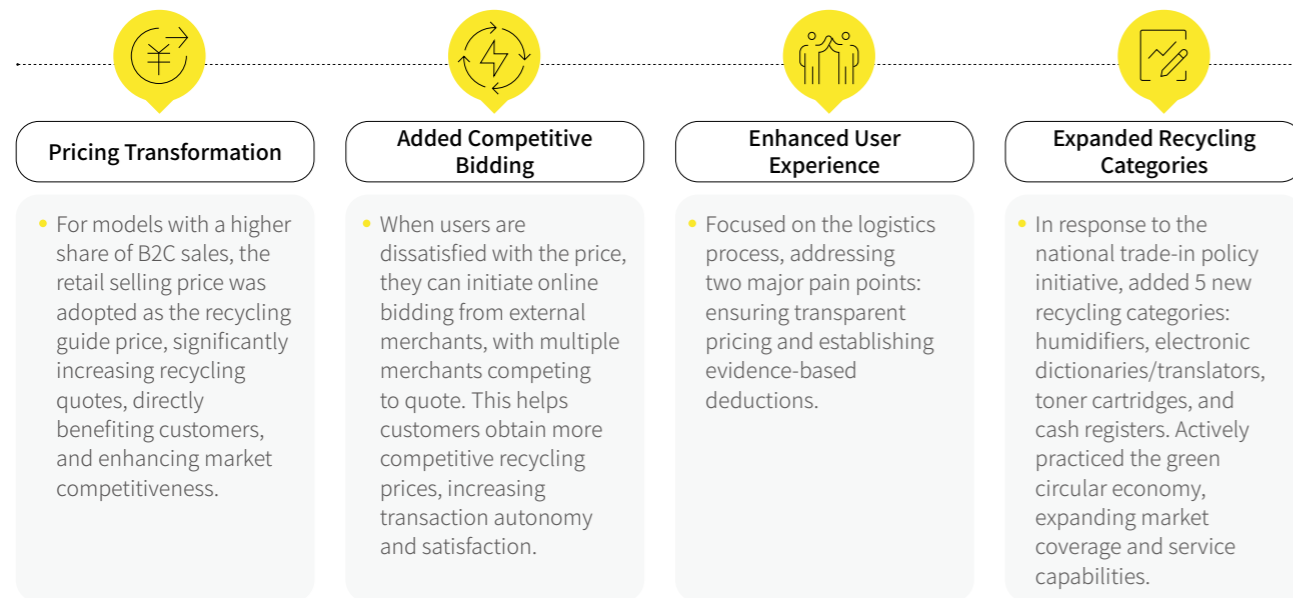 Pricing Transformation
For models with a higher
share of B2C sales, the
retail selling price was
adopted as the recycling
guide price, significantly
increasing recycling
quotes, directly
benefiting customers,
and enhancing market
competitiveness.
Added Competitive
Bidding
When users are
dissatisfied with the price,
they can initiate online
bidding from external
merchants, with multiple
merchants competing
to quote. This helps
customers obtain more
competitive recycling
prices, increasing
transaction autonomy
and satisfaction.
Enhanced User
Experience
Focused on the logistics
process, addressing
two major pain points:
ensuring transparent
pricing and establishing
evidence-based
deductions.
Expanded Recycling
Categories
In response to the
national trade-in policy
initiative, added 5 new
recycling categories:
humidifiers, electronic
dictionaries/translators,
toner cartridges, and
cash registers. Actively
practiced the green
circular economy,
expanding market
coverage and service
capabilities.